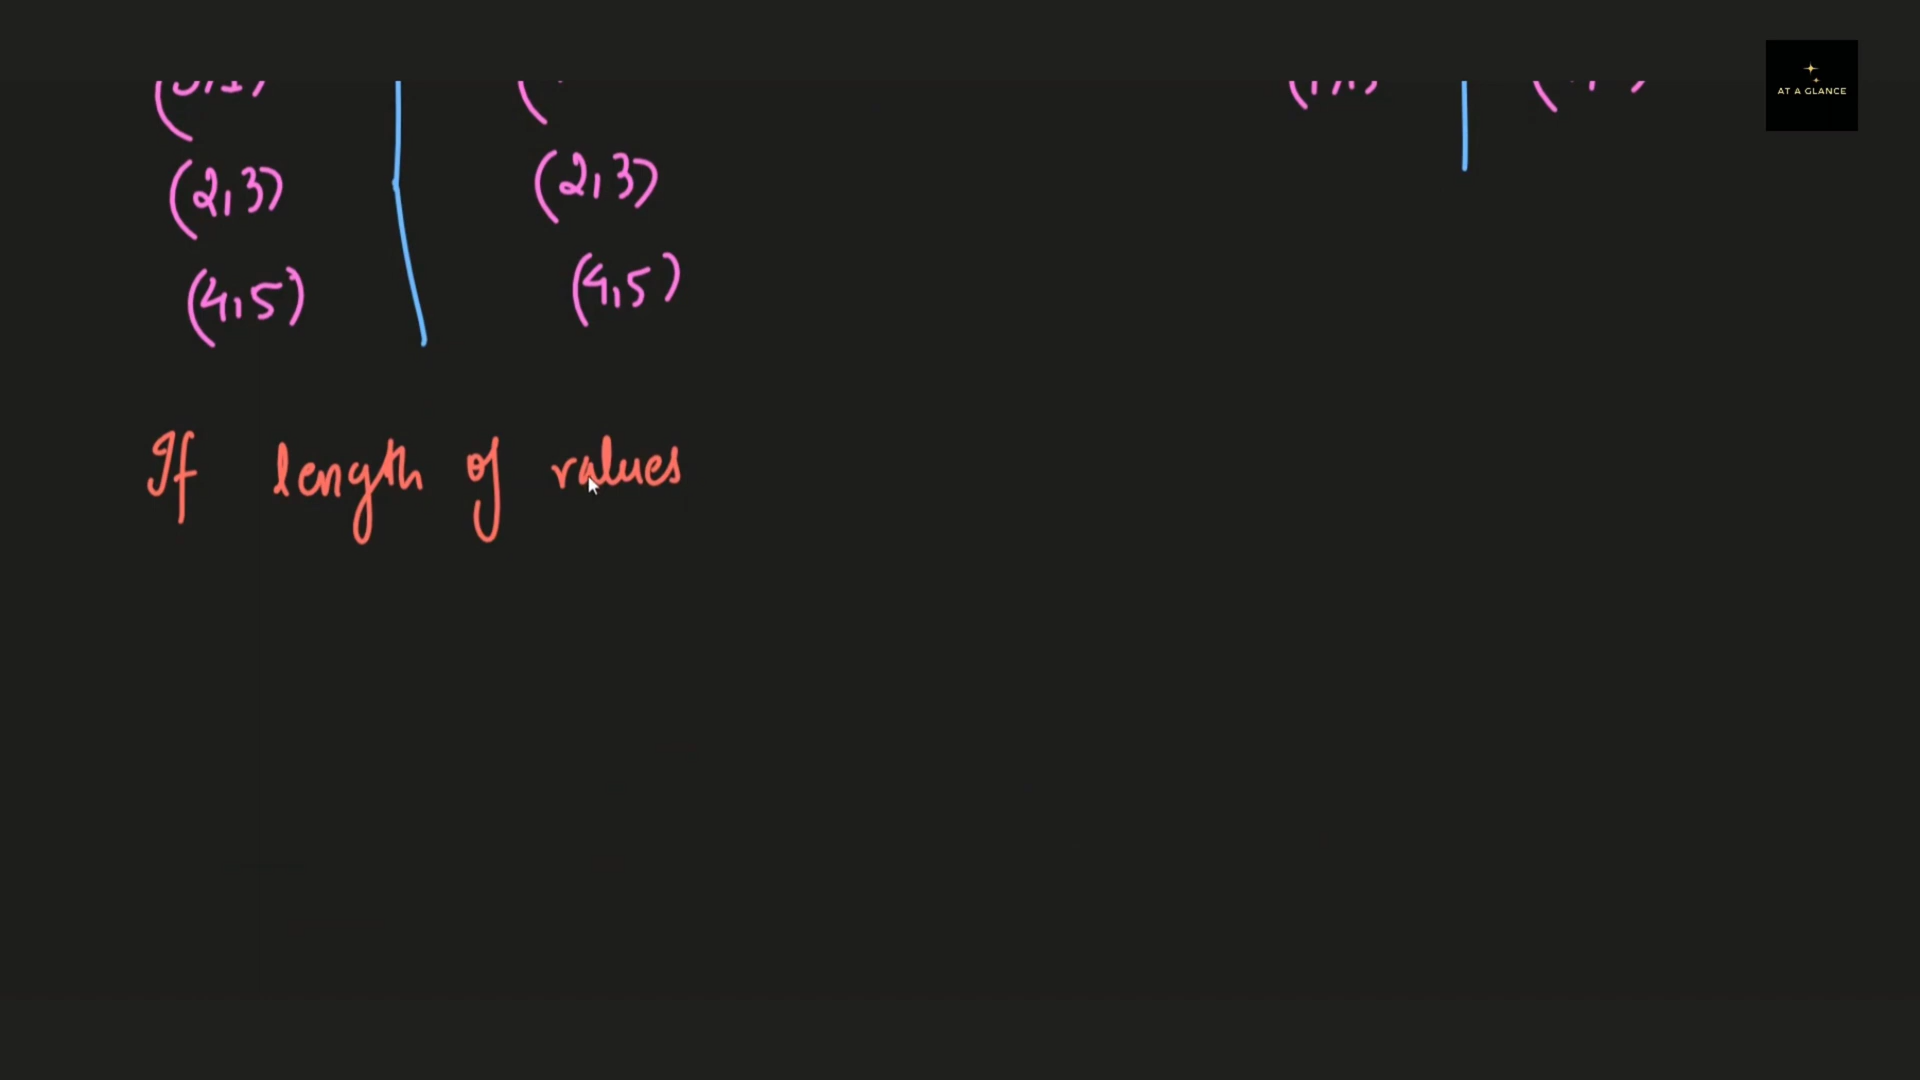 (2,3) (2,3)
(4,5) (4,5)
If length of values
AT A GLANCE